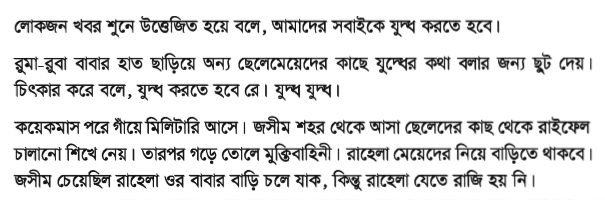 লোকজন খবর শুনে উত্তেজিত হয়ে বলে, আমাদের সবাইকে যুদ্ধ করতে হবে।
রুমা-রুবা বাবার হাত ছাড়িয়ে অন্য ছেলেমেয়েদের কাছে যুদ্ধের কথা বলার জন্য ছুট দেয়।
চিৎকার করে বলে, যুদ্ধ করতে হবে রে। যুদ্ধ যুদ্ধ।
কয়েকমাস পরে গাঁয়ে মিলিটারি আসে। জসীম শহর থেকে আসা ছেলেদের কাছ থেকে রাইফেল
চালানো শিখে নেয়। তারপর গড়ে তোলে মুক্তিবাহিনী। রাহেলা মেয়েদের নিয়ে বাড়িতে থাকবে।
জসীম চেয়েছিল রাহেলা ওর বাবার বাড়ি চলে যাক, কিন্তু রাহেলা যেতে রাজি হয় নি।